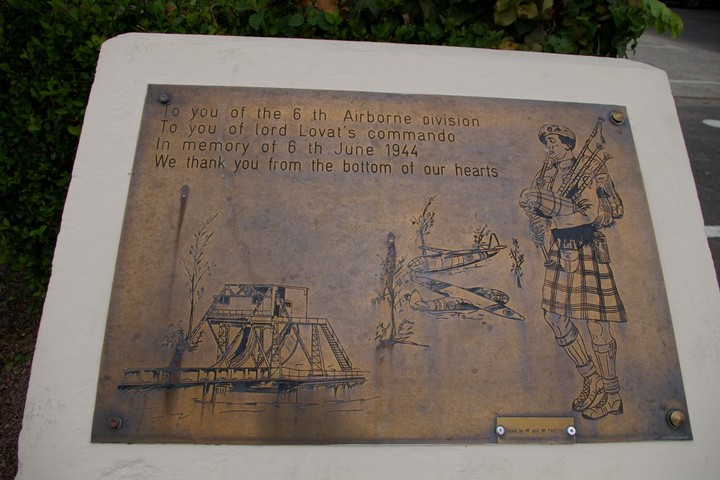 To you of the 6 th Airborne Division
To you of lord Lovat's commando
In memory of 6 th June 1944
We thank you from the bottom of our hearts